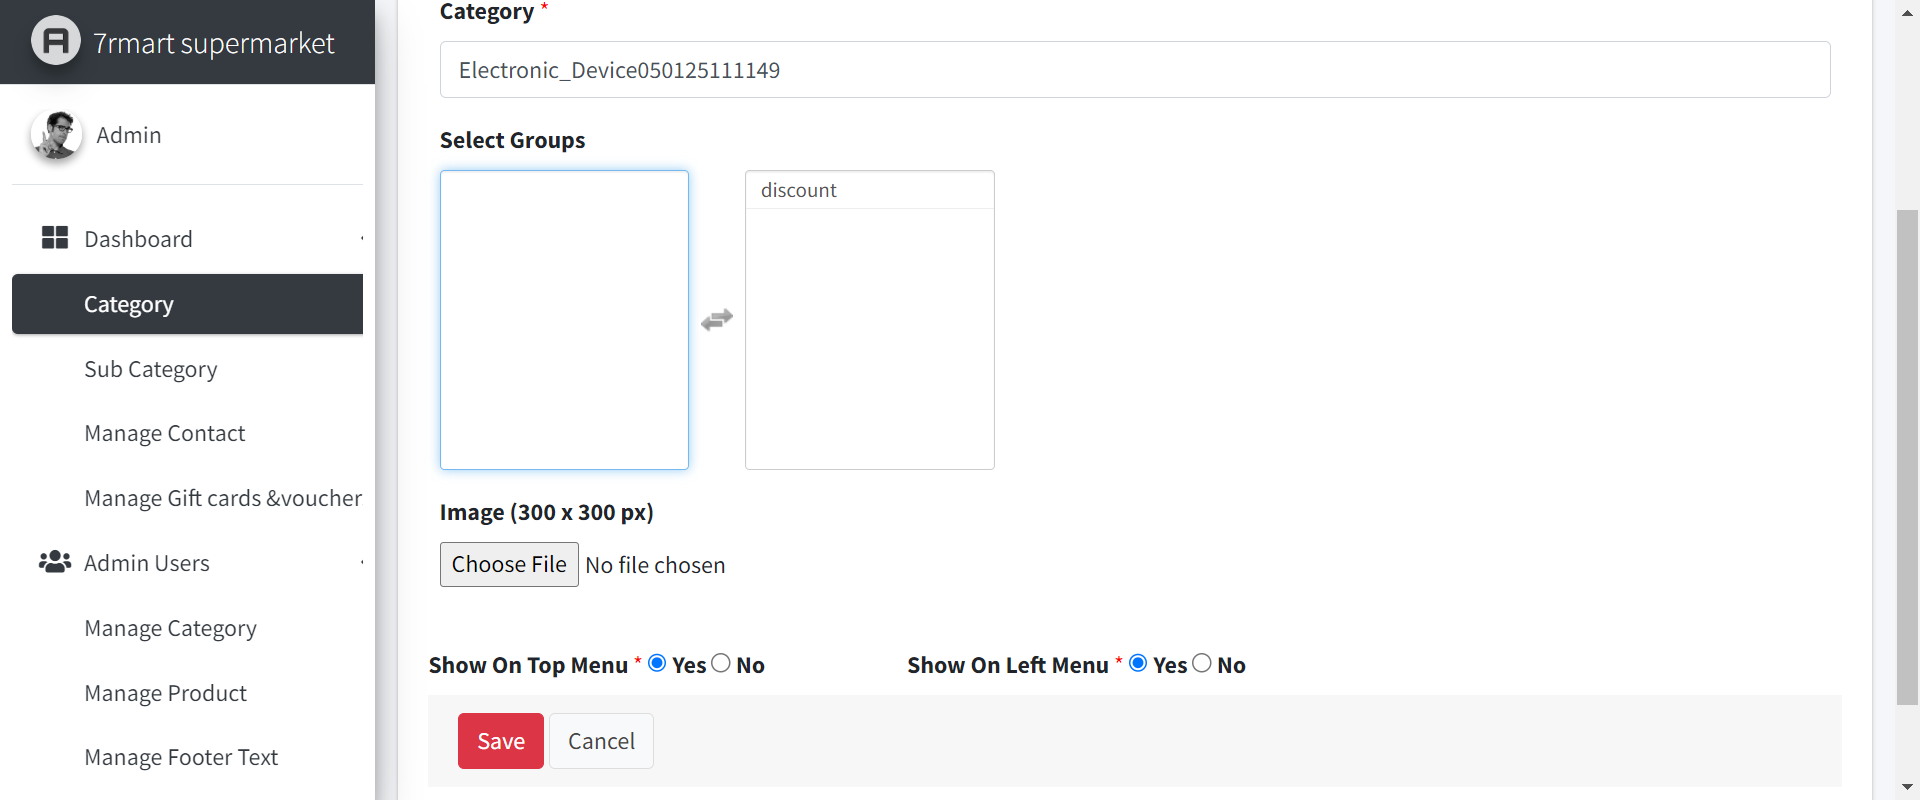 7rmart supermarket
Admin
Dashboard
Category
Sub Category
Manage Contact
Manage Gift cards &voucher
Admin Users
Manage Category
Manage Product
Manage Footer Text
Category *
Electronic_Device050125111149
Select Groups
discount
Image (300 x 300 px)
Choose File No file chosen
Show On Top Menu * Yes No Show On Left Menu * Yes No
Save Cancel